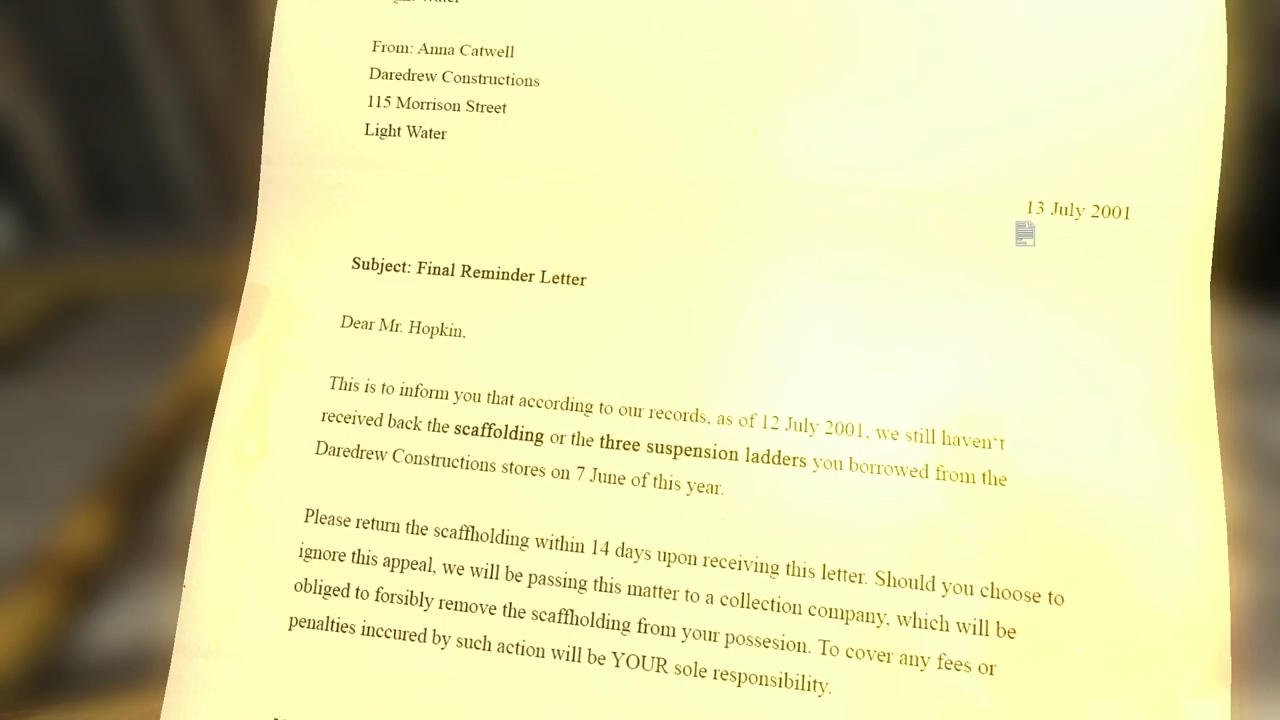 From: Anna Catwell
Daredrew Constructions
115 Morrison Street
Light Water
13 July 2001
Subject: Final Reminder Letter
Dear Mr. Hopkin,
This is to inform you that according to our records, as of 12 July 2001, we still haven't
received back the scaffolding or the three suspension ladders you borrowed from the
Daredrew Constructions stores on 7 June of this year.
Please return the scaffholding within 14 days upon receiving this letter. Should you choose to
ignore this appeal, we will be passing this matter to a collection company, which will be
obliged to forsibly remove the scaffholding from your possesion. To cover any fees or
penalties inccured by such action will be YOUR sole responsibility.